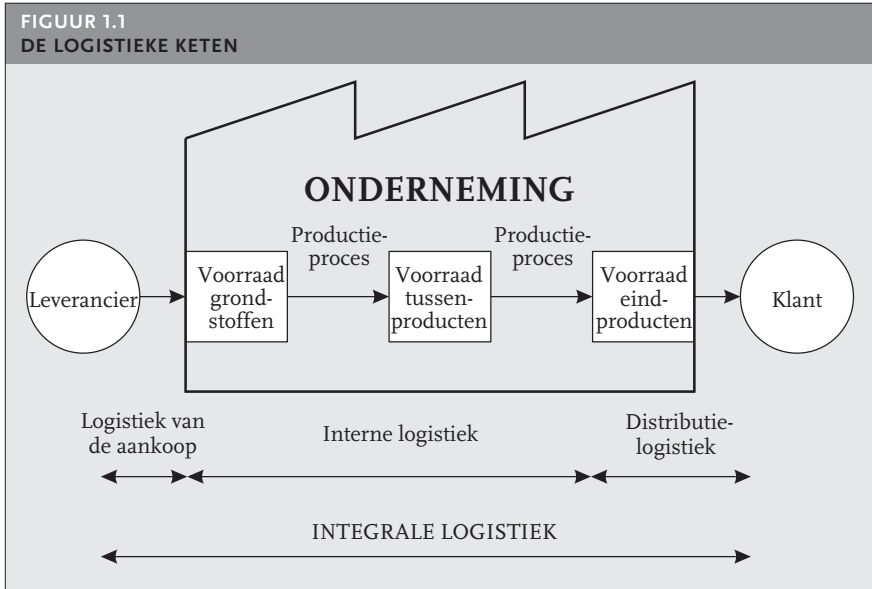 FIGUUR 1.1
DE LOGISTIEKE KETEN
ONDERNEMING
Productie-
proces
Productie-
proces
Leverancier
Voorraad
grond-
stoffen
Voorraad
tussen-
producten
Voorraad
eind-
producten
Klant
Logistiek van
de aankoop
Interne logistiek
Distributie-
logistiek
INTEGRALE LOGISTIEK